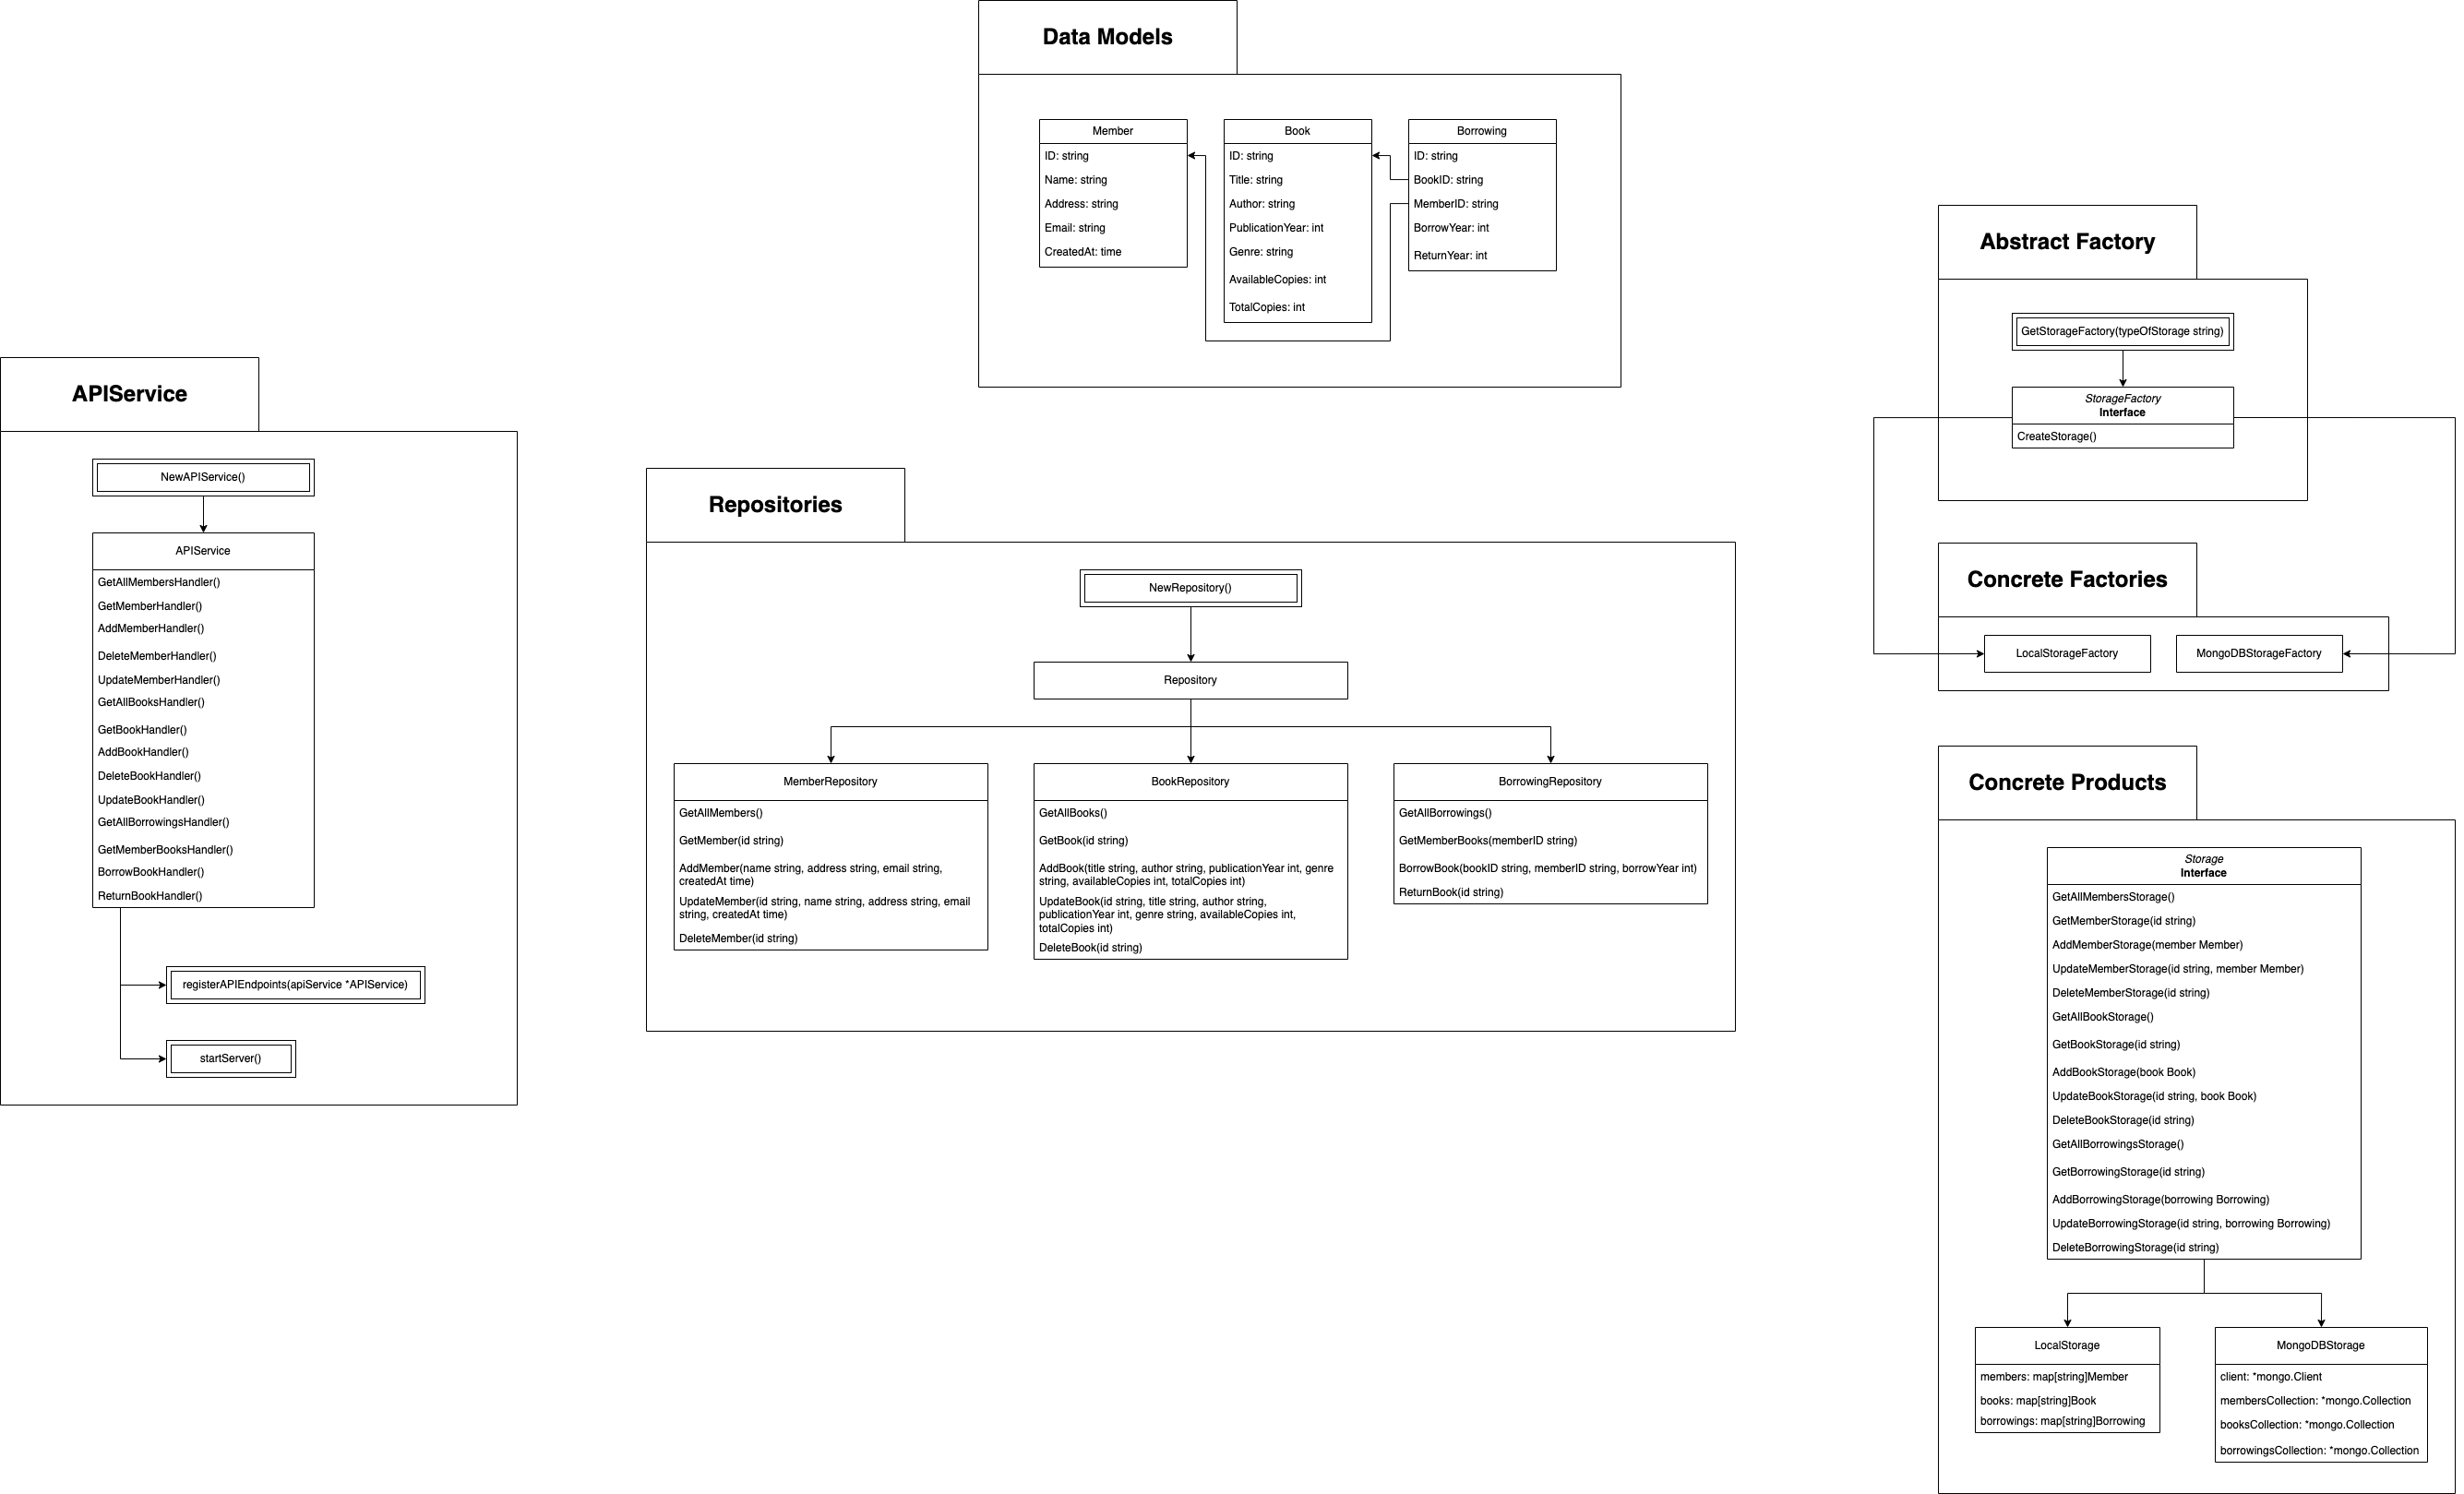 Data Models
Member
ID: string
Name: string
Address: string
Email: string
CreatedAt: time
Book
ID: string
Title: string
Author: string
PublicationYear: int
Genre: string
AvailableCopies: int
TotalCopies: int
Borrowing
ID: string
BookID: string
MemberID: string
BorrowYear: int
ReturnYear: int
APIService
NewAPIService()
APIService
GetAllMembersHandler()
GetMemberHandler()
AddMemberHandler()
DeleteMemberHandler()
UpdateMemberHandler()
GetAllBooksHandler()
GetBookHandler()
AddBookHandler()
DeleteBookHandler()
UpdateBookHandler()
GetAllBorrowingsHandler()
GetMemberBooksHandler()
BorrowBookHandler()
ReturnBookHandler()
registerAPIEndpoints(apiService *APIService)
startServer()
Repositories
NewRepository()
Repository
MemberRepository
GetAllMembers()
GetMember(id string)
AddMember(name string, address string, email string,
createdAt time)
UpdateMember(id string, name string, address string, email
string, createdAt time)
DeleteMember(id string)
BookRepository
GetAllBooks()
GetBook(id string)
AddBook(title string, author string, publicationYear int, genre
string, availableCopies int, totalCopies int)
UpdateBook(id string, title string, author string,
publicationYear int, genre string, availableCopies int,
totalCopies int)
DeleteBook(id string)
BorrowingRepository
GetAllBorrowings()
GetMemberBooks(memberID string)
BorrowBook(bookID string, memberID string, borrowYear int)
ReturnBook(id string)
Abstract Factory
GetStorageFactory(typeOfStorage string)
StorageFactory
Interface
CreateStorage()
Concrete Factories
LocalStorageFactory
MongoDBStorageFactory
Concrete Products
Storage
Interface
GetAllMembersStorage()
GetMemberStorage(id string)
AddMemberStorage(member Member)
UpdateMemberStorage(id string, member Member)
DeleteMemberStorage(id string)
GetAllBookStorage()
GetBookStorage(id string)
AddBookStorage(book Book)
UpdateBookStorage(id string, book Book)
DeleteBookStorage(id string)
GetAllBorrowingsStorage()
GetBorrowingStorage(id string)
AddBorrowingStorage(borrowing Borrowing)
UpdateBorrowingStorage(id string, borrowing Borrowing)
DeleteBorrowingStorage(id string)
LocalStorage
members: map[string]Member
books: map[string]Book
borrowings: map[string]Borrowing
MongoDBStorage
client: *mongo.Client
membersCollection: *mongo.Collection
booksCollection: *mongo.Collection
borrowingsCollection: *mongo.Collection